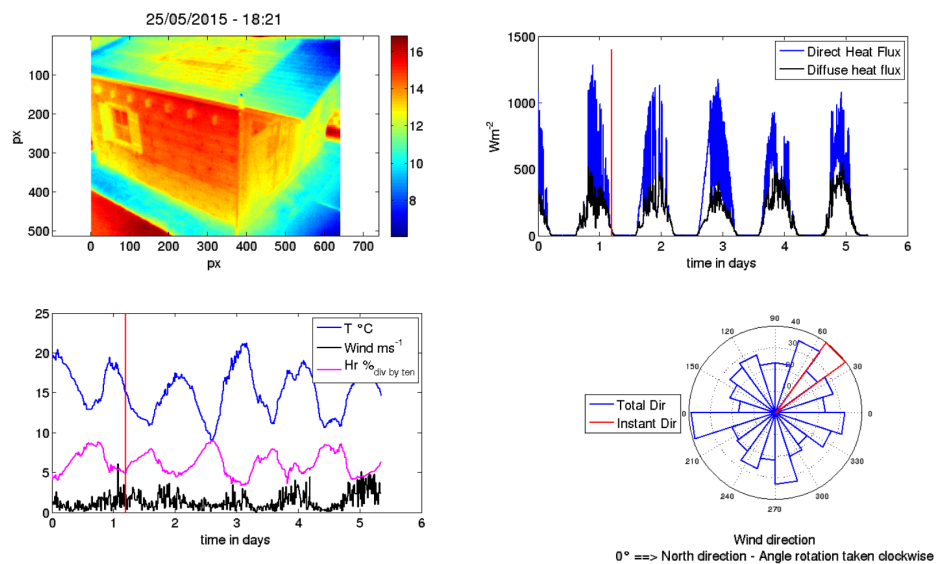 25/05/2015 - 18:21
px
100
200
300
400
500
0 100 200 300 400 500 600 700
px
16
14
12
10
8
Wm-2
1500
1000
500
0
Direct Heat Flux
Diffuse heat flux
0 1 2 3 4 5 6
time in days
25
20
15
10
5
0
T °C
Wind ms-1
Hr %div by ten
0 1 2 3 4 5 6
time in days
Total Dir
Instant Dir
90
120
150
210
240
270
300
330
0
30
60
40
30
Wind direction
0° ==> North direction - Angle rotation taken clockwise